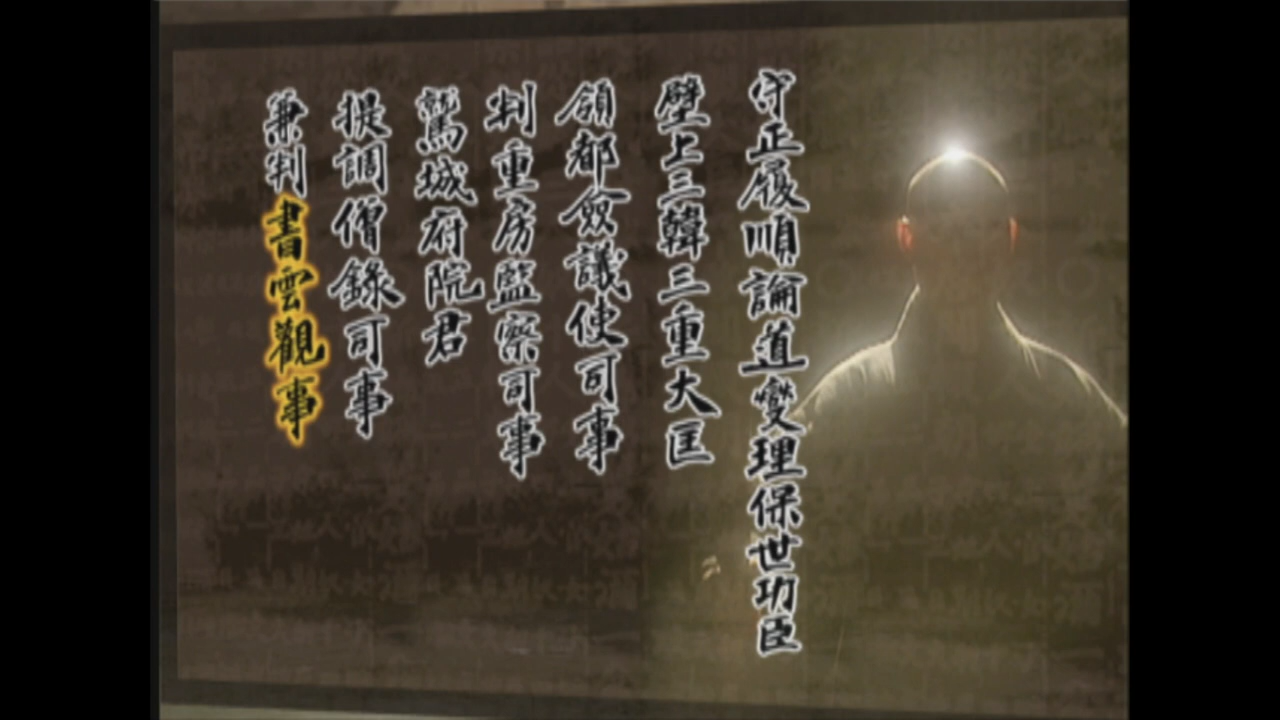 守正履順論道燮理保世功臣
壁上三韓三重大匡
領都僉議使司事
判重房監察司事
鷲城府院君
提調僧錄司事
兼判書雲觀事